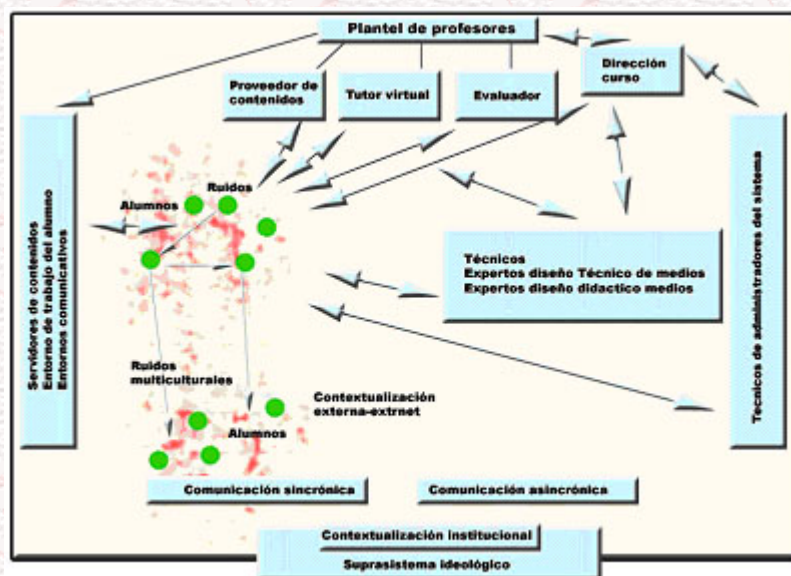 Plantel de profesores
Proveedor de
contenidos
Tutor virtual
Evaluador
Dirección
curso
Servidores de contenidos
Entorno de trabajo del alumno
Entornos comunicativos
Ruidos
Alumnos
Técnicos
Expertos diseño Técnico de medios
Expertos diseño didactico medios
Tecnicos de administradores del sistema
Ruidos
multiculturales
Contextualización
externa-extrnet
Alumnos
Comunicación sincrónica
Comunicación asincrónica
Contextualización institucional
Suprasistema ideológico